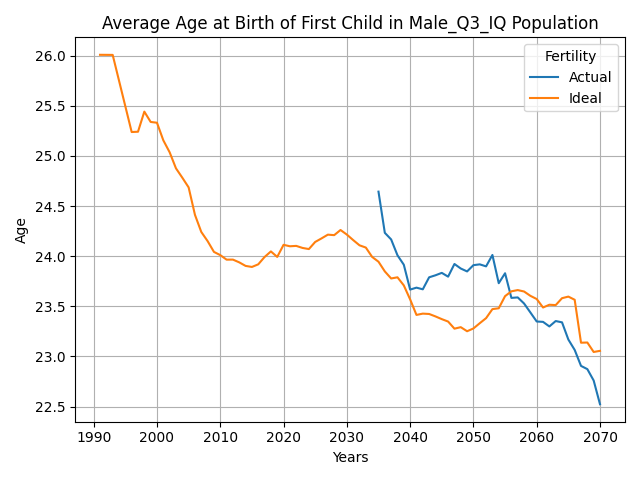 Average Age at Birth of First Child in Male_Q3_IQ Population
Fertility
Actual
Ideal
Age
26.0
25.5
25.0
24.5
24.0
23.5
23.0
22.5
1990 2000 2010 2020 2030 2040 2050 2060 2070
Years